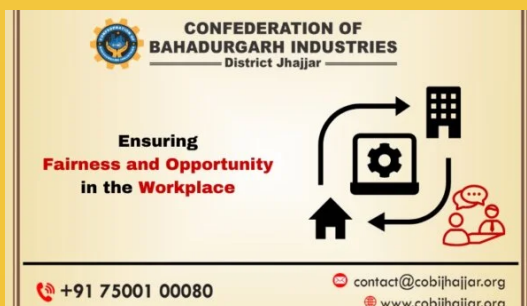 CONFEDERATION OF
BAHADURGARH INDUSTRIES
District Jhajjar
Ensuring
Fairness and Opportunity
in the Workplace
+91 75001 00080
contact@cobijhajjar.org
www.cobijhajjar.org